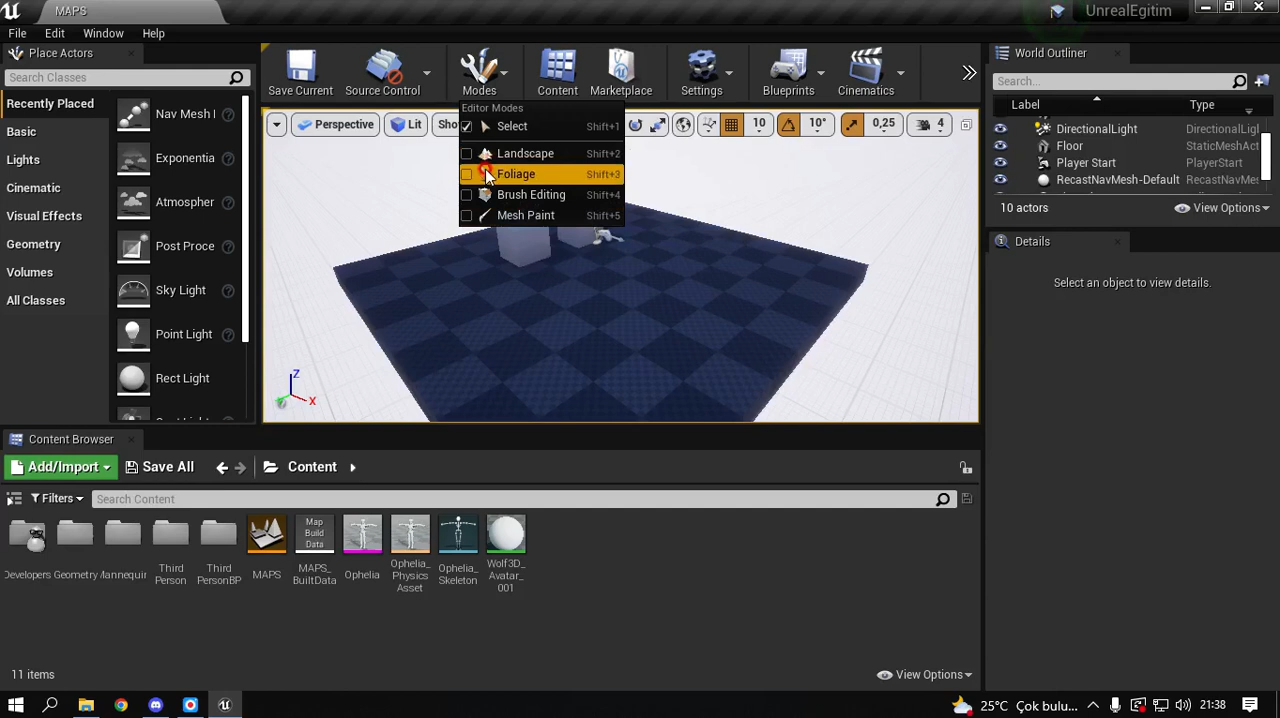 MAPS
UnrealEgitim
File Edit Window Help
Place Actors
Search Classes
Recently Placed
Basic
Lights
Cinematic
Visual Effects
Geometry
Volumes
All Classes
Nav Mesh
Exponentia
Atmospher
Post Proce
Sky Light
Point Light
Rect Light
Save Current
Source Control
Modes
Content
Marketplace
Settings
Blueprints
Cinematics
Editor Modes
Select Shift+1
Landscape Shift+2
Foliage Shift+3
Brush Editing Shift+4
Mesh Paint Shift+5
Perspective Lit Sho 10 10° 0,25 4
Z
X
World Outliner
Search...
Label Type
DirectionalLight DirectionalLigl
Floor StaticMeshAct
Player Start PlayerStart
RecastNavMesh-Default RecastNavMes
10 actors View Options
Details
Select an object to view details.
Content Browser
Add/Import Save All Content
Filters Search Content
Developers
Geometry
Mannequin
Third
Person
Third
PersonBP
MAPS
Map
Build
Data
MAPS_
BuiltData
Ophelia
Ophelia_
Physics
Asset
Ophelia_
Skeleton
Wolf3D_
Avatar_
001
11 items View Options
25°C Çok bulu... 21:38